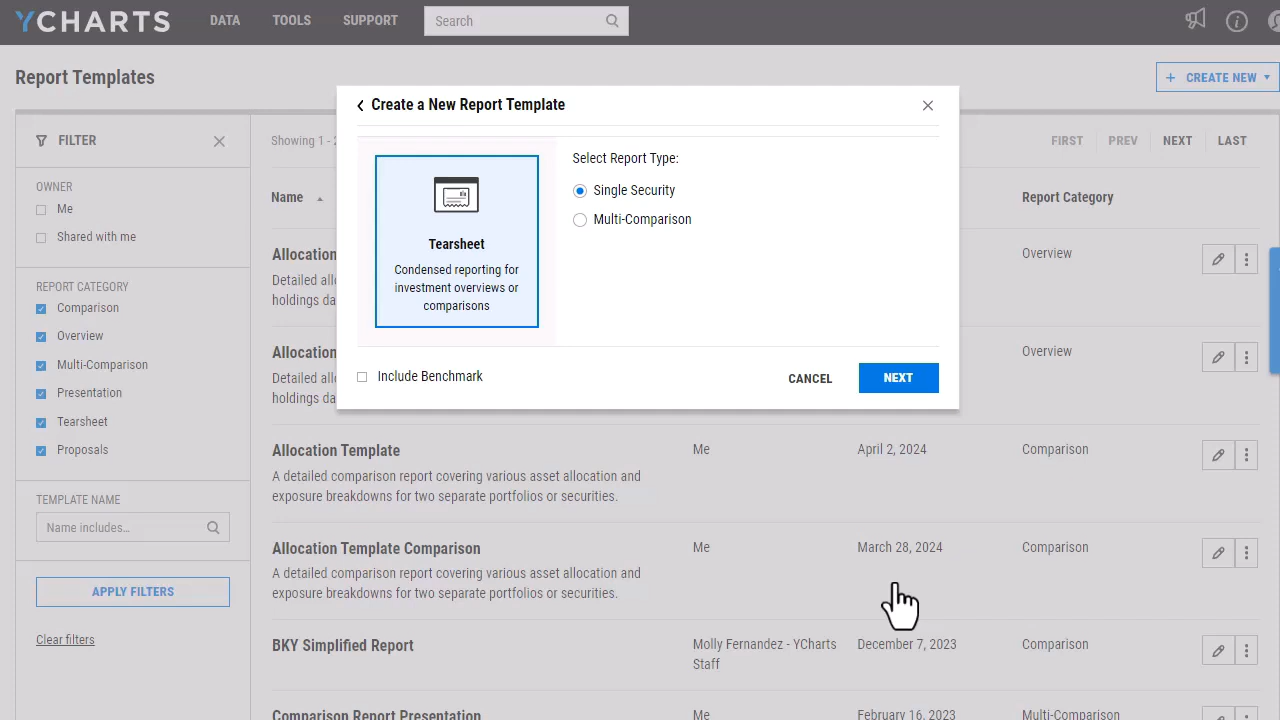 YCHARTS
DATA
TOOLS
SUPPORT
Search
Report Templates
+ CREATE NEW
Create a New Report Template
FILTER
Showing 1 -
FIRST
PREV
NEXT
LAST
Select Report Type:
Single Security
Multi-Comparison
Tearsheet
Condensed reporting for
investment overviews or
comparisons
Include Benchmark
CANCEL
NEXT
OWNER
Me
Shared with me
REPORT CATEGORY
Comparison
Overview
Multi-Comparison
Presentation
Tearsheet
Proposals
TEMPLATE NAME
Name includes...
APPLY FILTERS
Clear filters
Name
Report Category
Allocation
Overview
Detailed
holdings
Allocation
Overview
Detailed
holdings
Allocation Template
Me
April 2, 2024
Comparison
A detailed comparison report covering various asset allocation and
exposure breakdowns for two separate portfolios or securities.
Allocation Template Comparison
Me
March 28, 2024
Comparison
A detailed comparison report covering various asset allocation and
exposure breakdowns for two separate portfolios or securities.
BKY Simplified Report
Molly Fernandez - YCharts
Staff
December 7, 2023
Comparison
Comparison Report Presentation
Me
February 16, 2023
Multi-Comparison